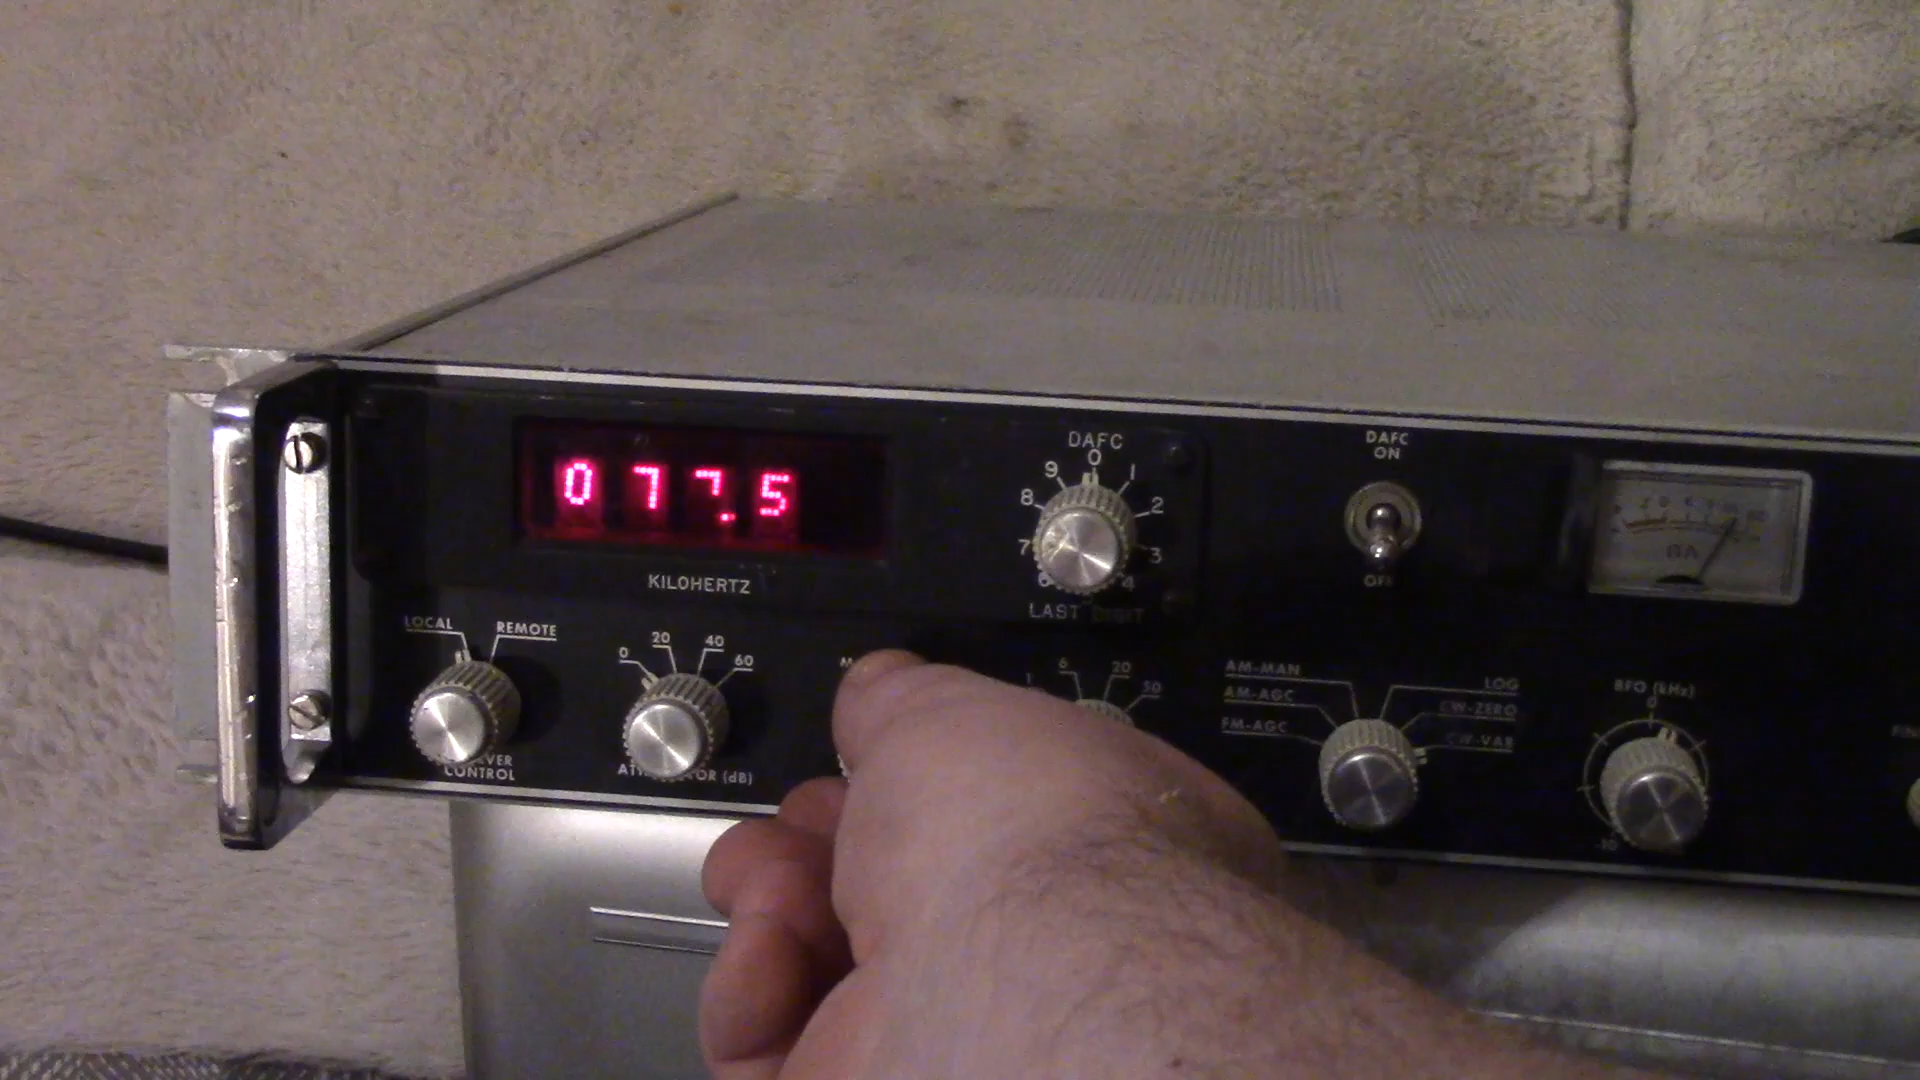 077.5
KILOHERTZ
DAFC
0
1
2
3
4
6
7
8
9
LAST DIGIT
DAFC
ON
OFF
LOCAL
REMOTE
CONTROL
0
20
40
60
(dB)
1
6
20
50
AM-MAN
AM-AGC
FM-AGC
LOG
CW-ZERO
CW-VAR
BFO (kHz)
0
-10